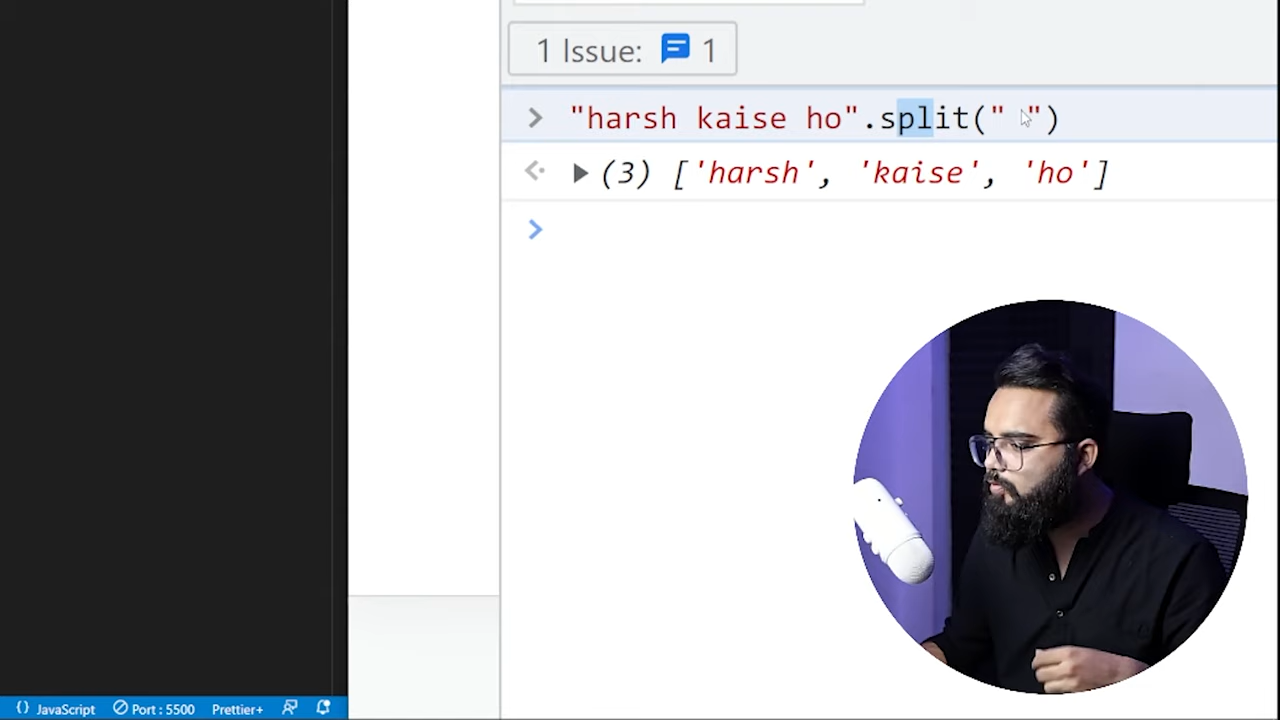 1 Issue: 1
> "harsh kaise ho".split(" ")
<· ▶ (3) ['harsh', 'kaise', 'ho']
>
{} JavaScript Port : 5500 Prettier+